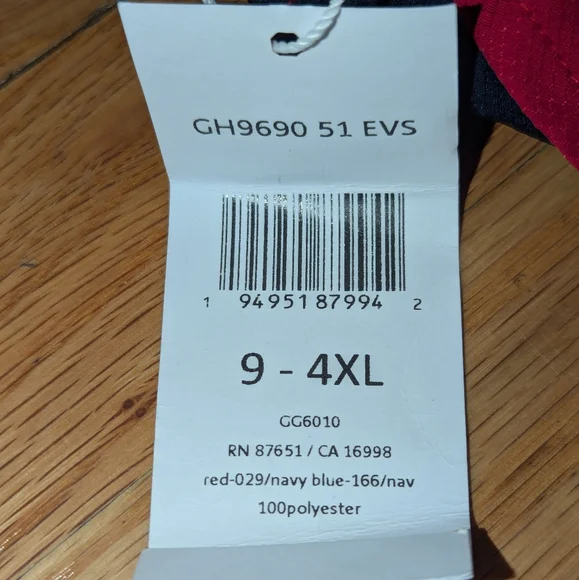 GH9690 51 EVS
1 94951 87994 2
9 - 4XL
GG6010
RN 87651 / CA 16998
red-029/navy blue-166/nav
100polyester